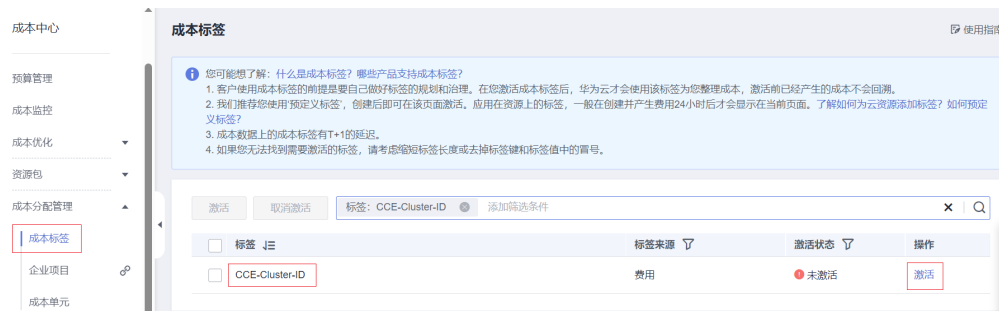 成本中心
预算管理
成本监控
成本优化
资源包
成本分配管理
成本标签
企业项目
成本单元
成本标签
使用指南
您可能想了解：什么是成本标签？哪些产品支持成本标签？
1. 客户使用成本标签的前提是要自己做好标签的规划和治理。在您激活成本标签后，华为云才会使用该标签为您整理成本，激活前已经产生的成本不会回溯。
2. 我们推荐您使用'预定义标签'，创建后即可在该页面激活。应用在资源上的标签，一般在创建并产生费用24小时后才会显示在当前页面。了解如何为云资源添加标签？如何预定
义标签？
3. 成本数据上的成本标签有T+1的延迟。
4. 如果您无法找到需要激活的标签，请考虑缩短标签长度或去掉标签键和标签值中的冒号。
激活 取消激活 标签：CCE-Cluster-ID 添加筛选条件
标签 标签来源 激活状态 操作
CCE-Cluster-ID 费用 未激活 激活